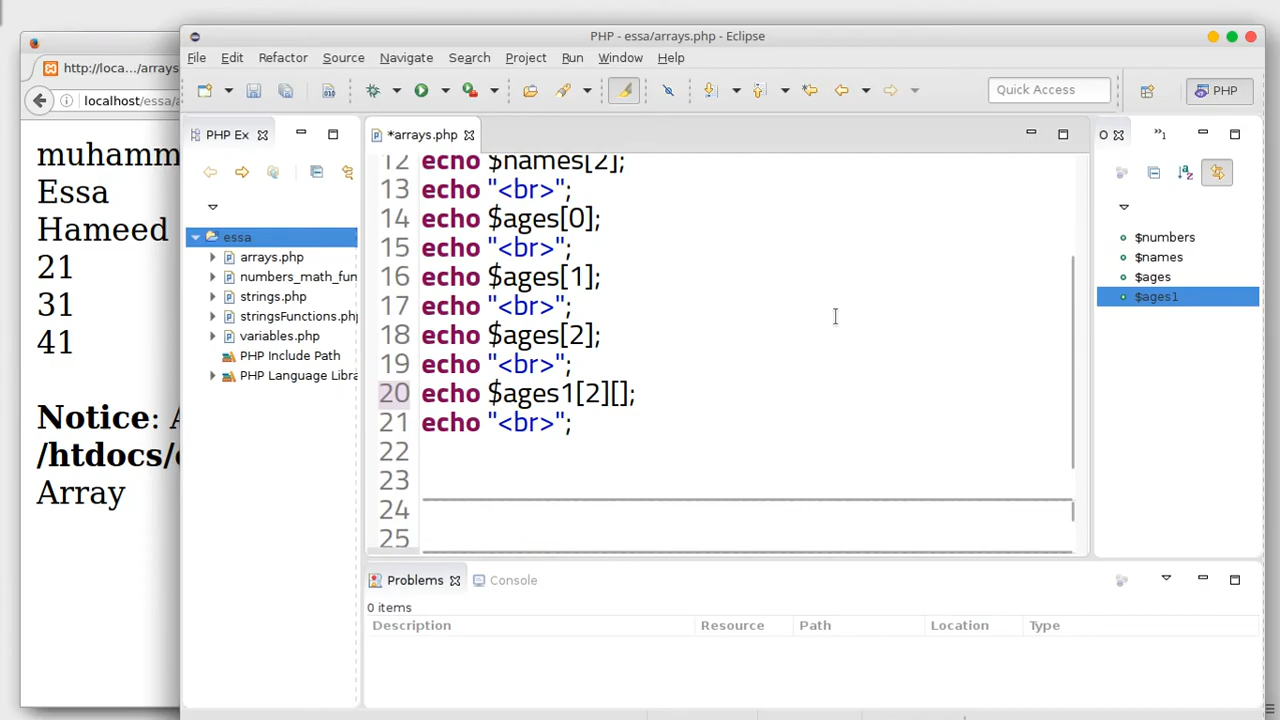 PHP - essa/arrays.php - Eclipse
File Edit Refactor Source Navigate Search Project Run Window Help
Quick Access
PHP
http://loca.../arrays
localhost/essa/a
muhamm
Essa
Hameed
21
31
41
Notice: A
/htdocs/
Array
PHP Ex
essa
arrays.php
numbers_math_fun
strings.php
stringsFunctions.php
variables.php
PHP Include Path
PHP Language Libra
*arrays.php
12 echo $names[2];
13 echo "<br>";
14 echo $ages[0];
15 echo "<br>";
16 echo $ages[1];
17 echo "<br>";
18 echo $ages[2];
19 echo "<br>";
20 echo $ages1[2][];
21 echo "<br>";
22
23
24
25
O
$numbers
$names
$ages
$ages1
Problems Console
0 items
Description Resource Path Location Type